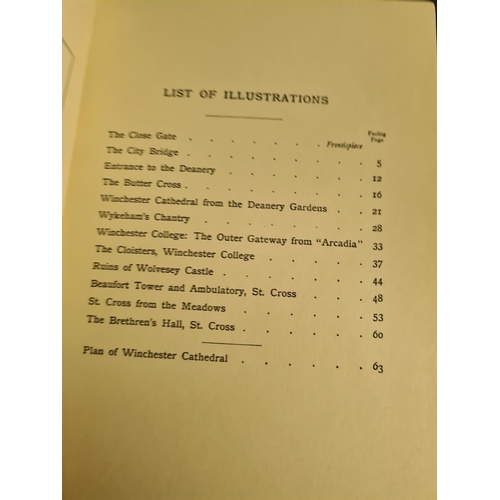 LIST OF ILLUSTRATIONS
Facing
Page
The Close Gate . . . . . . Frontispiece
The City Bridge . . . . . . . 5
Entrance to the Deanery . . . . . . 12
The Butter Cross . . . . . . . 16
Winchester Cathedral from the Deanery Gardens . . 21
Wykeham's Chantry . . . . . . 28
Winchester College: The Outer Gateway from "Arcadia" 33
The Cloisters, Winchester College . . . . 37
Ruins of Wolvesey Castle . . . . . 44
Beaufort Tower and Ambulatory, St. Cross . . . 48
St. Cross from the Meadows . . . . . 53
The Brethren's Hall, St. Cross . . . . . 60
Plan of Winchester Cathedral . . . . . 63